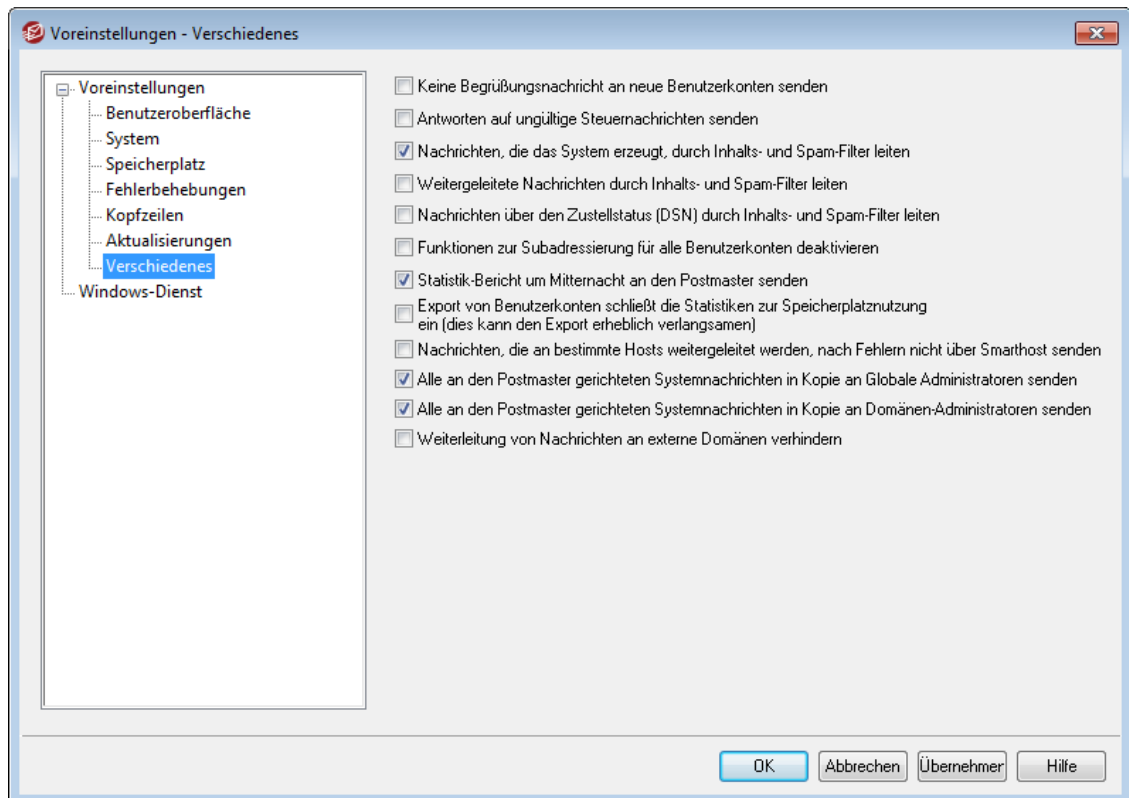 Voreinstellungen - Verschiedenes
Voreinstellungen
Benutzeroberfläche
System
Speicherplatz
Fehlerbehebungen
Kopfzeilen
Aktualisierungen
Verschiedenes
Windows-Dienst
Keine Begrüßungsnachricht an neue Benutzerkonten senden
Antworten auf ungültige Steuernachrichten senden
Nachrichten, die das System erzeugt, durch Inhalts- und Spam-Filter leiten
Weitergeleitete Nachrichten durch Inhalts- und Spam-Filter leiten
Nachrichten über den Zustellstatus (DSN) durch Inhalts- und Spam-Filter leiten
Funktionen zur Subadressierung für alle Benutzerkonten deaktivieren
Statistik-Bericht um Mitternacht an den Postmaster senden
Export von Benutzerkonten schließt die Statistiken zur Speicherplatznutzung
ein (dies kann den Export erheblich verlangsamen)
Nachrichten, die an bestimmte Hosts weitergeleitet werden, nach Fehlern nicht über Smarthost senden
Alle an den Postmaster gerichteten Systemnachrichten in Kopie an Globale Administratoren senden
Alle an den Postmaster gerichteten Systemnachrichten in Kopie an Domänen-Administratoren senden
Weiterleitung von Nachrichten an externe Domänen verhindern
OK
Abbrechen
Übernehmer
Hilfe